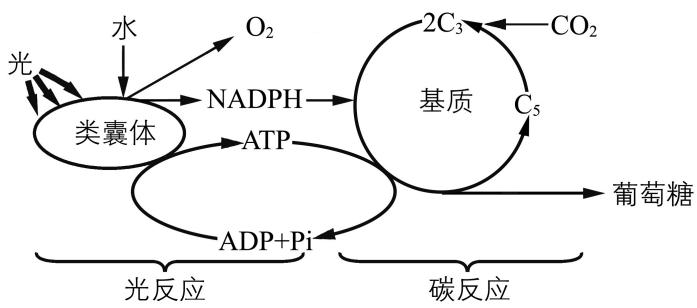 水
O₂
2C₃
CO₂
光
NADPH
基质
C₅
类囊体
ATP
葡萄糖
ADP+Pi
光反应
碳反应